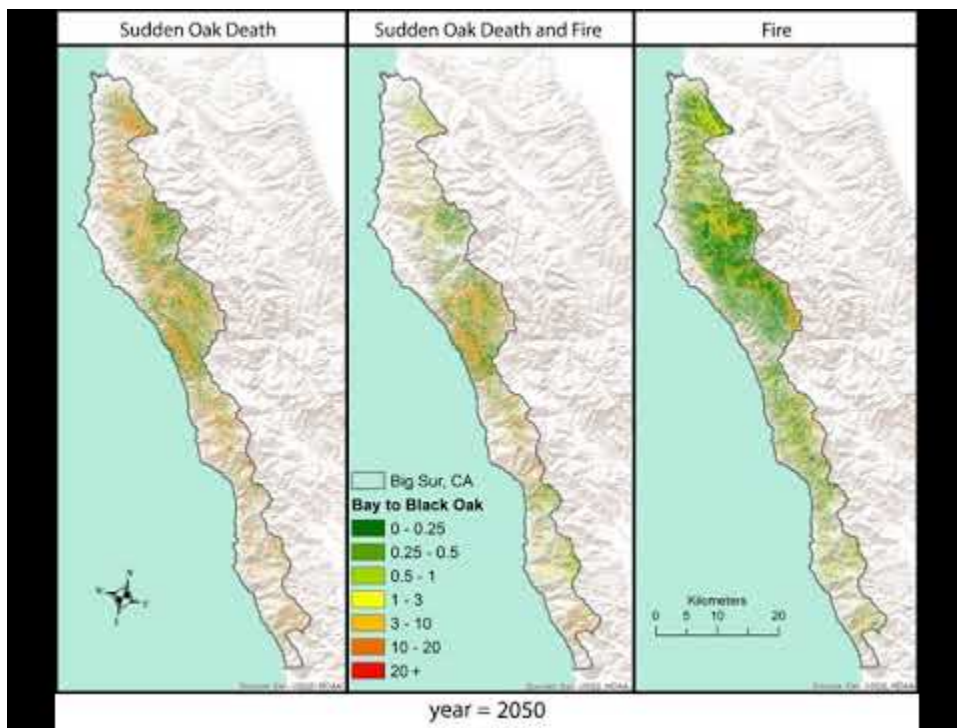 Sudden Oak Death
Sudden Oak Death and Fire
Fire
Big Sur, CA
Bay to Black Oak
0 - 0.25
0.25 - 0.5
0.5 - 1
1 - 3
3 - 10
10 - 20
20 +
N
Kilometers
0 5 10 20
year = 2050